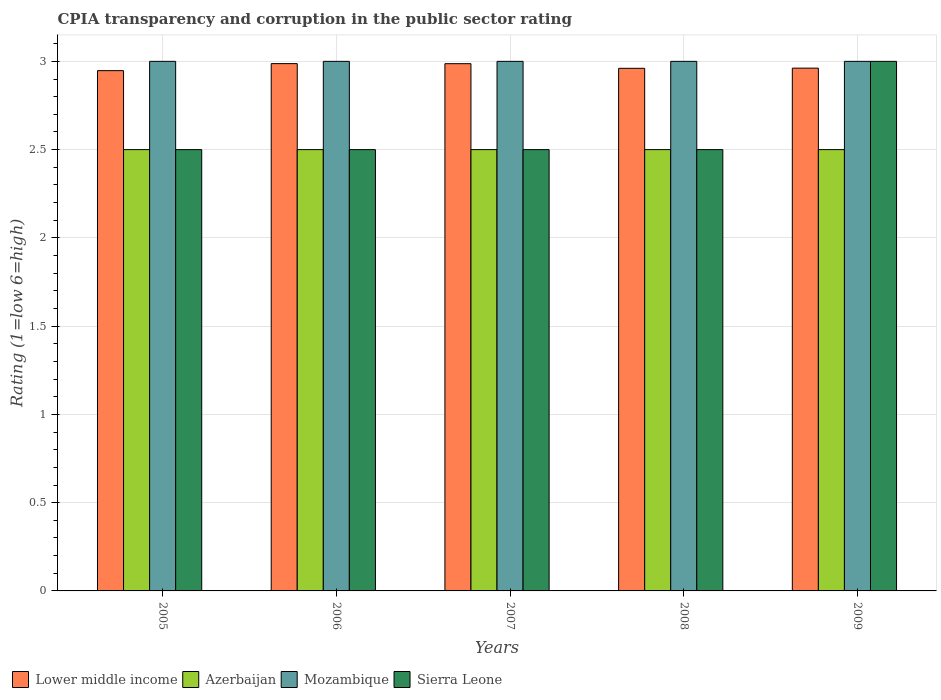 CPIA transparency and corruption in the public sector rating
Rating (1=low 6=high)
3
2.5
2
1.5
1
0.5
0
2005
2006
2007
2008
2009
Years
Lower middle income
Azerbaijan
Mozambique
Sierra Leone